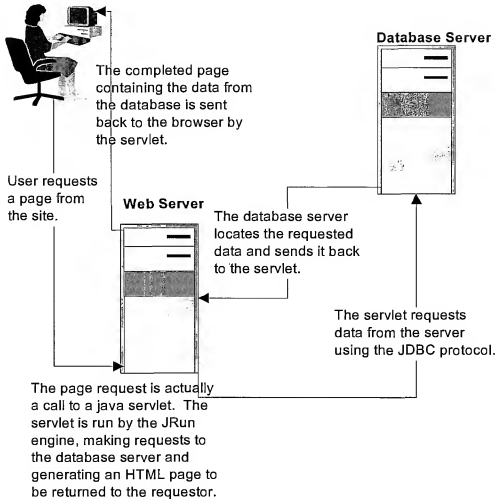 Database Server
The completed page
containing the data from
the database is sent
back to the browser by
the servlet.
User requests
a page from
the site.
Web Server
The database server
locates the requested
data and sends it back
to the servlet.
The servlet requests
data from the server
using the JDBC protocol.
The page request is actually
a call to a java servlet. The
servlet is run by the JRun
engine, making requests to
the database server and
generating an HTML page to
be returned to the requestor.